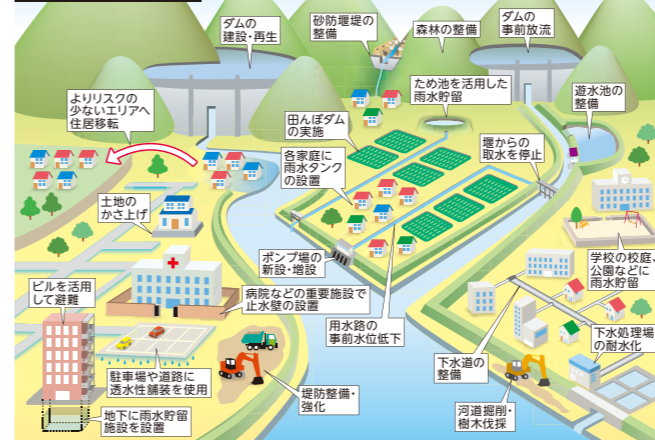 ダムの
建設・再生
砂防堰堤の
整備
森林の整備
ダムの
事前放流
よりリスクの
少ないエリアへ
住居移転
田んぼダム
の実施
ため池を活用した
雨水貯留
遊水池の
整備
各家庭に
雨水タンク
の設置
堰からの
取水を停止
土地の
かさ上げ
ポンプ場の
新設・増設
学校の校庭、
公園などに
雨水貯留
ビルを活用
して避難
病院などの重要施設で
止水壁の設置
用水路の
事前水位低下
下水道の
整備
下水処理場
の耐水化
駐車場や道路に
透水性舗装を使用
堤防整備・
強化
河道掘削・
樹木伐採
地下に雨水貯留
施設を設置